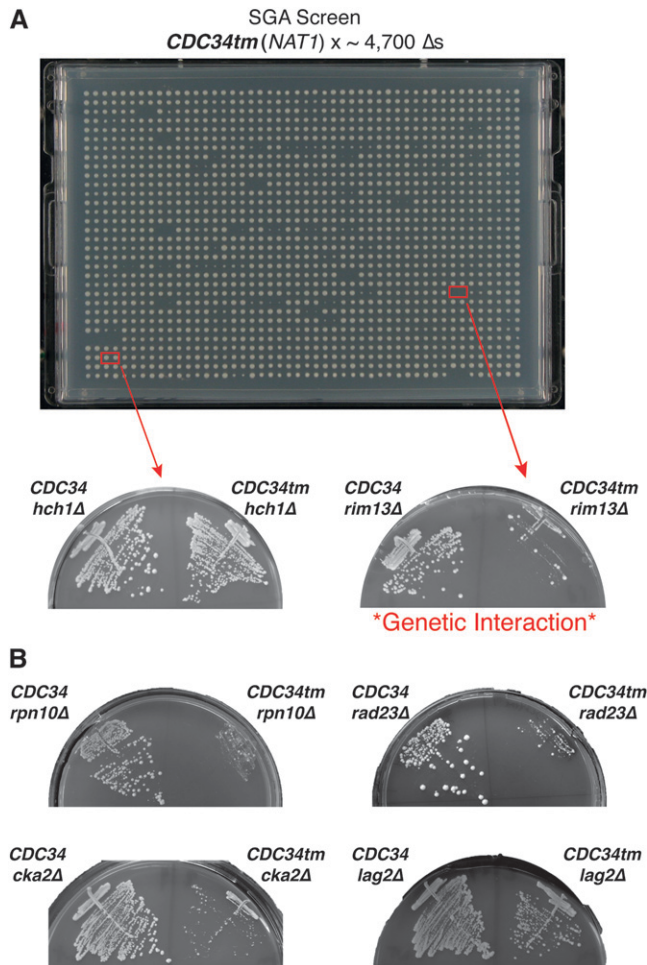 A
SGA Screen
CDC34tm (NAT1) x ~ 4,700 Δs
CDC34 hch1Δ
CDC34tm hch1Δ
CDC34 rim13Δ
CDC34tm rim13Δ
*Genetic Interaction*
B
CDC34 rpn10Δ
CDC34tm rpn10Δ
CDC34 rad23Δ
CDC34tm rad23Δ
CDC34 cka2Δ
CDC34tm cka2Δ
CDC34 lag2Δ
CDC34tm lag2Δ